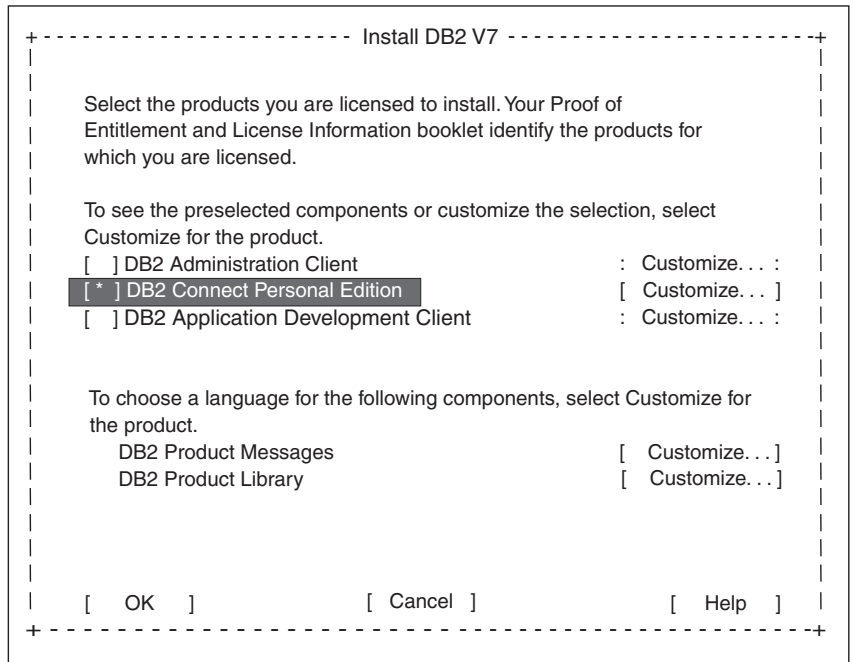 Install DB2 V7
Select the products you are licensed to install. Your Proof of
Entitlement and License Information booklet identify the products for
which you are licensed.
To see the preselected components or customize the selection, select
Customize for the product.
[ ] DB2 Administration Client : Customize. . . :
[ * ] DB2 Connect Personal Edition [ Customize. . . ]
[ ] DB2 Application Development Client : Customize. . . :
To choose a language for the following components, select Customize for
the product.
DB2 Product Messages [ Customize. . . ]
DB2 Product Library [ Customize. . . ]
[ OK ] [ Cancel ] [ Help ]